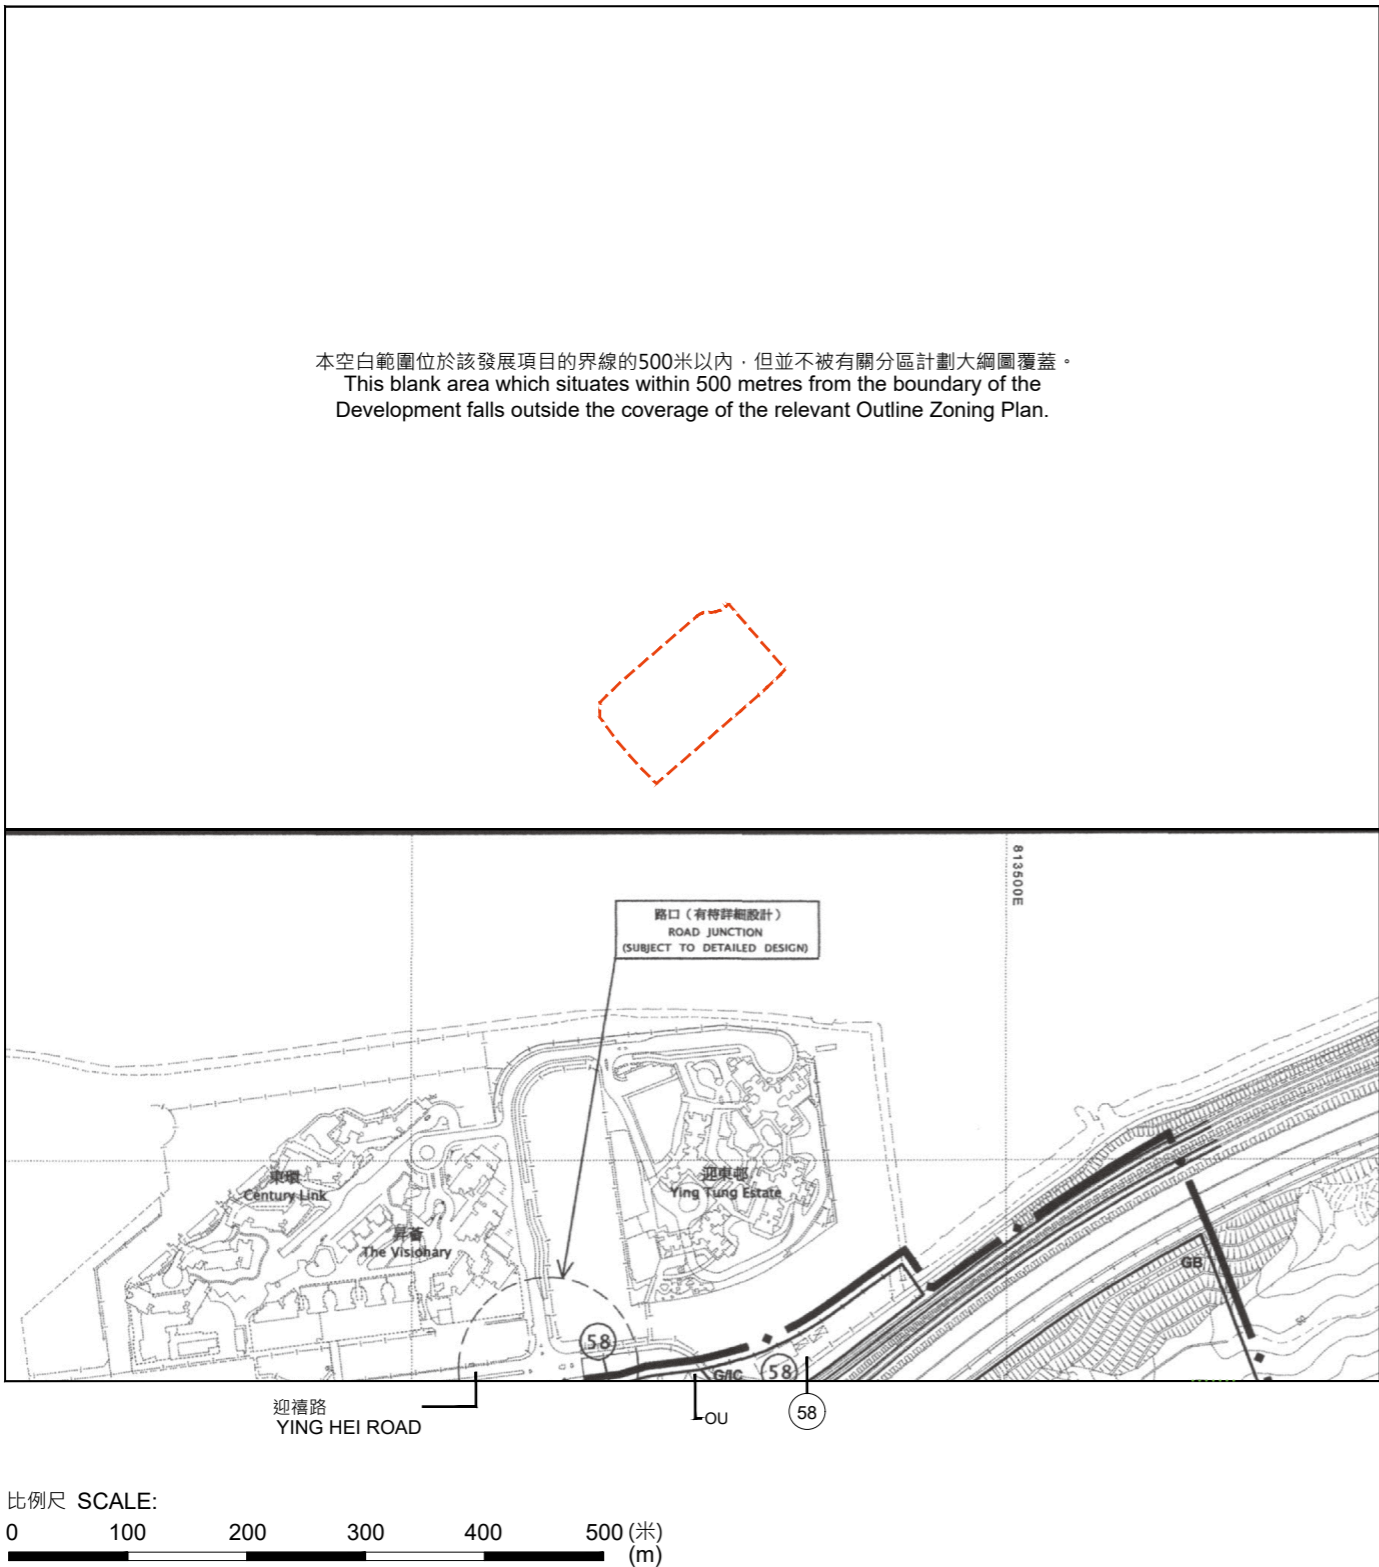 本空白範圍位於該發展項目的界線的500米以內，但並不被有關分區計劃大綱圖覆蓋。
This blank area which situates within 500 metres from the boundary of the
Development falls outside the coverage of the relevant Outline Zoning Plan.
813500E
路口（有待詳細設計）
ROAD JUNCTION
(SUBJECT TO DETAILED DESIGN)
東環
Century Link
迎東邨
Ying Tung Estate
昇薈
The Visionary
GB
58
G/IC
58
迎禧路
YING HEI ROAD
OU
58
比例尺 SCALE:
0 100 200 300 400 500 (米)
(m)